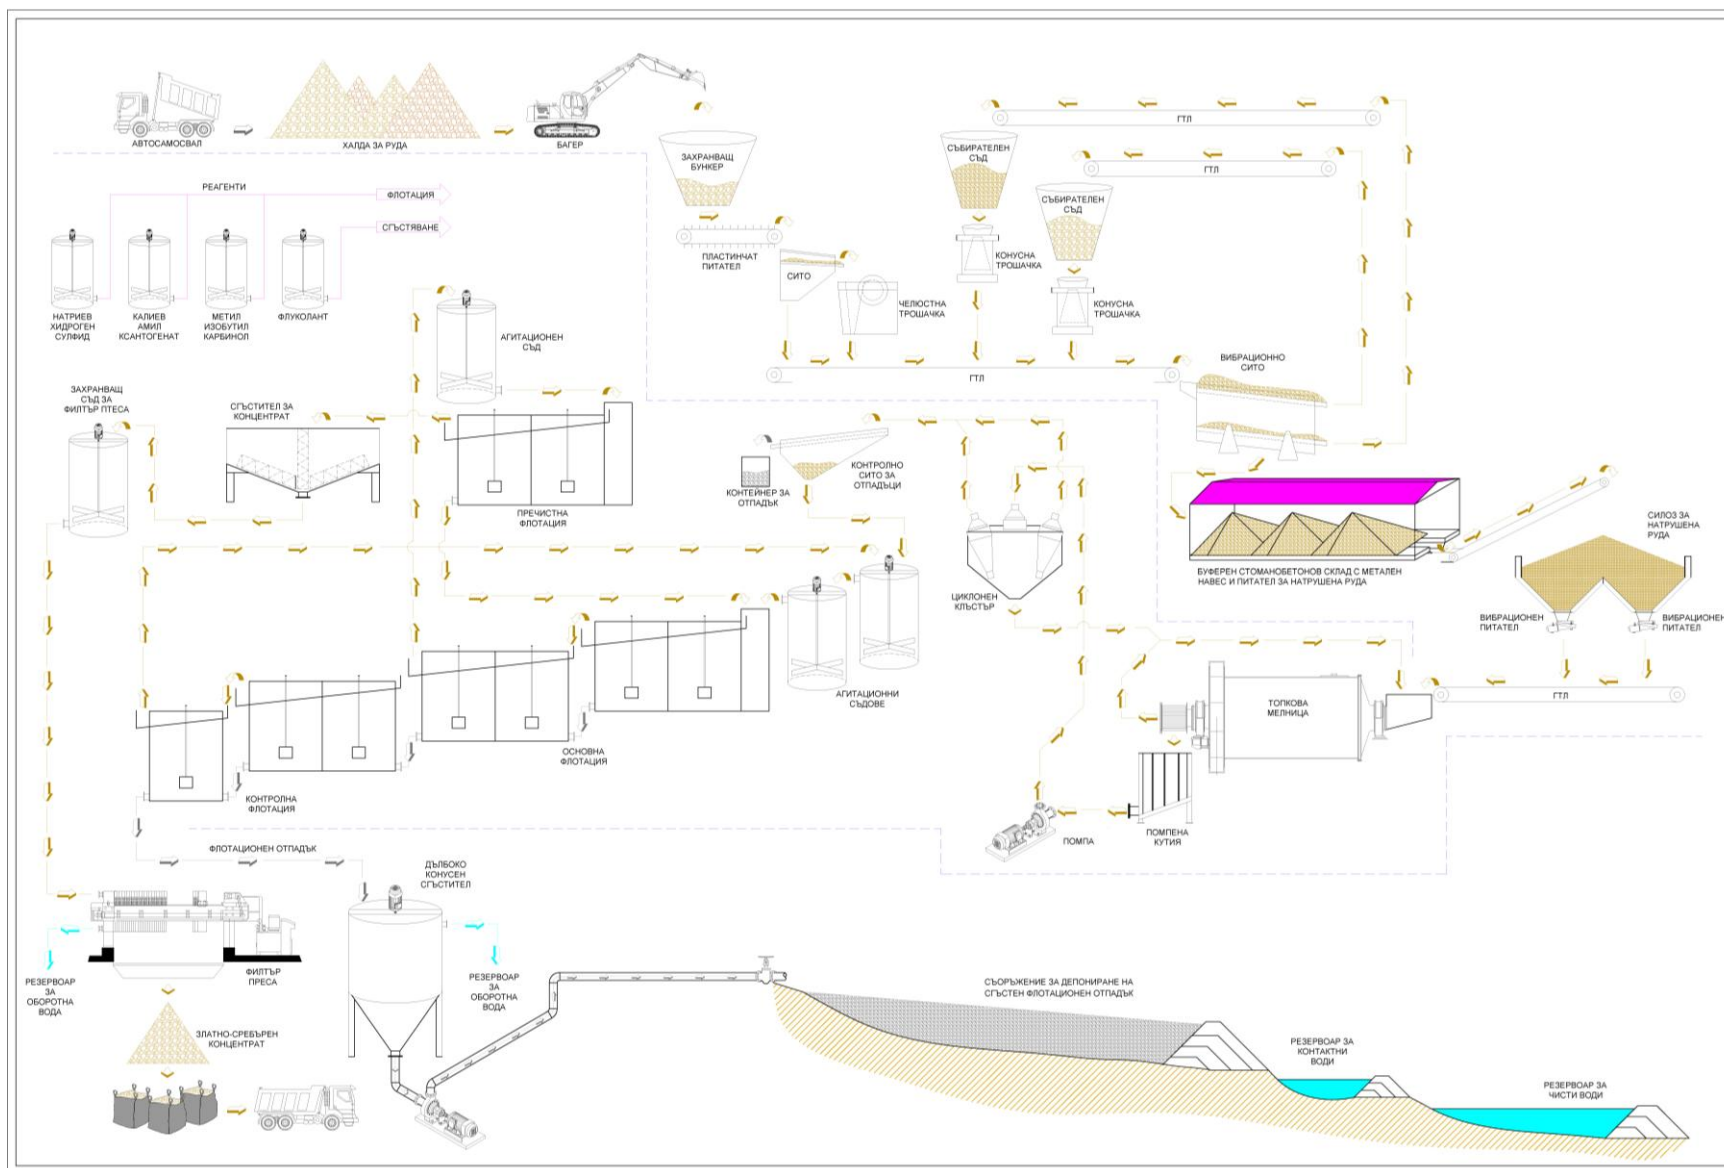 АВТОСАМОСВАЛ
ХАЛДА ЗА РУДА
БАГЕР
ЗАХРАНВАЩ
БУНКЕР
СЪБИРАТЕЛЕН
СЪД
ГТЛ
СЪБИРАТЕЛЕН
СЪД
ГТЛ
РЕАГЕНТИ
ФЛОТАЦИЯ
СГЪСТЯВАНЕ
ПЛАСТИНЧАТ
ПИТАТЕЛ
СИТО
ЧЕЛЮСТНА
ТРОШАЧКА
КОНУСНА
ТРОШАЧКА
КОНУСНА
ТРОШАЧКА
НАТРИЕВ
ХИДРОГЕН
СУЛФИД
КАЛИЕВ
АМИЛ
КСАНТОГЕНАТ
МЕТИЛ
ИЗОБУТИЛ
КАРБИНОЛ
ФЛУКОЛАНТ
АГИТАЦИОНЕН
СЪД
ГТЛ
ВИБРАЦИОННО
СИТО
ЗАХРАНВАЩ
СЪД ЗА
ФИЛТЪР ПТЕСА
СГЪСТИТЕЛ ЗА
КОНЦЕНТРАТ
ПРЕЧИСТНА
ФЛОТАЦИЯ
КОНТЕЙНЕР ЗА
ОТПАДЪК
КОНТРОЛНО
СИТО ЗА
ОТПАДЪЦИ
ЦИКЛОНЕН
КЛЪСТЪР
БУФЕРЕН СТОМАНОБЕТОНОВ СКЛАД С МЕТАЛЕН
НАВЕС И ПИТАТЕЛ ЗА НАТРУШЕНА РУДА
СИЛОЗ ЗА
НАТРУШЕНА
РУДА
ВИБРАЦИОНЕН
ПИТАТЕЛ
ВИБРАЦИОНЕН
ПИТАТЕЛ
ГТЛ
АГИТАЦИОННИ
СЪДОВЕ
ТОПКОВА
МЕЛНИЦА
ОСНОВНА
ФЛОТАЦИЯ
КОНТРОЛНА
ФЛОТАЦИЯ
ПОМПА
ПОМПЕНА
КУТИЯ
ФЛОТАЦИОНЕН ОТПАДЪК
ДЪЛБОКО
КОНУСЕН
СГЪСТИТЕЛ
ФИЛТЪР
ПРЕСА
РЕЗЕРВОАР
ЗА
ОБОРОТНА
ВОДА
РЕЗЕРВОАР
ЗА
ОБОРОТНА
ВОДА
ЗЛАТНО-СРЕБЪРЕН
КОНЦЕНТРАТ
СЪОРЪЖЕНИЕ ЗА ДЕПОНИРАНЕ НА
СГЪСТЕН ФЛОТАЦИОНЕН ОТПАДЪК
РЕЗЕРВОАР ЗА
КОНТАКТНИ
ВОДИ
РЕЗЕРВОАР ЗА
ЧИСТИ ВОДИ